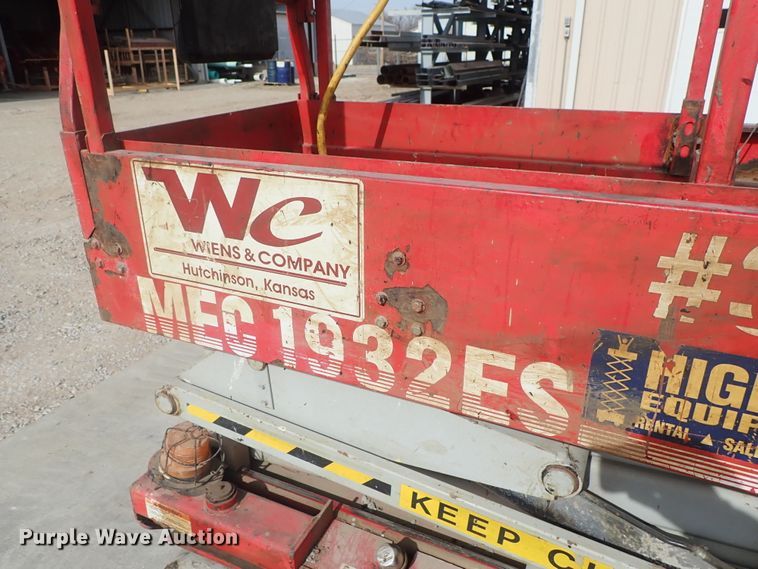 WC
WIENS & COMPANY
Hutchinson, Kansas
MEC 1932ES
#
HIG
EQUIP
RENTAL ▲ SAL
KEEP
Purple Wave Auction